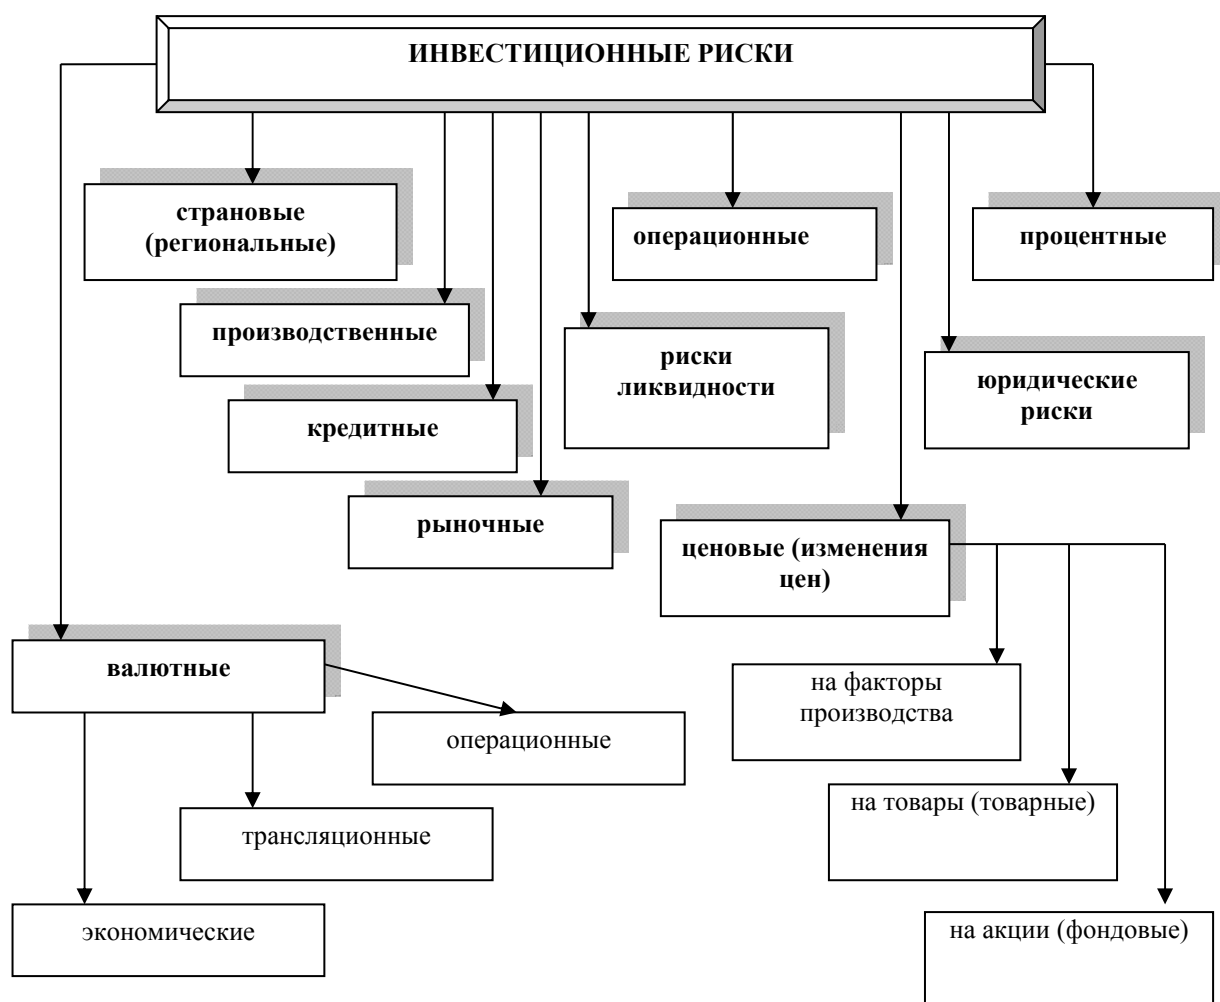 ИНВЕСТИЦИОННЫЕ РИСКИ
страновые
(региональные)
операционные
процентные
производственные
риски
ликвидности
юридические
риски
кредитные
рыночные
ценовые (изменения
цен)
валютные
на факторы
производства
операционные
на товары (товарные)
трансляционные
экономические
на акции (фондовые)